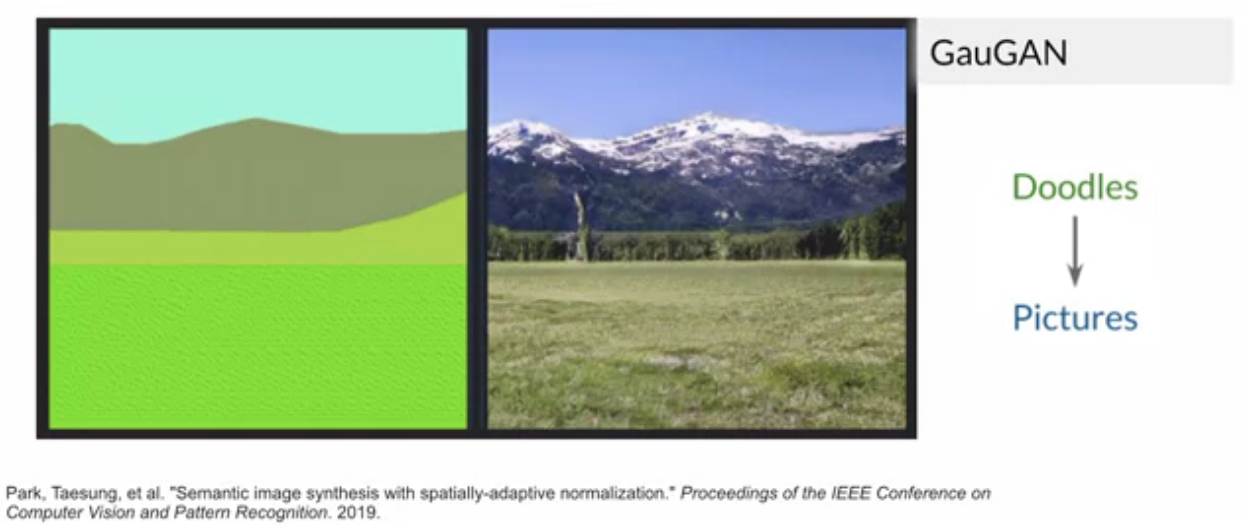 GauGAN
Doodles
Pictures
Park, Taesung, et al. "Semantic image synthesis with spatially-adaptive normalization." Proceedings of the IEEE Conference on
Computer Vision and Pattern Recognition. 2019.